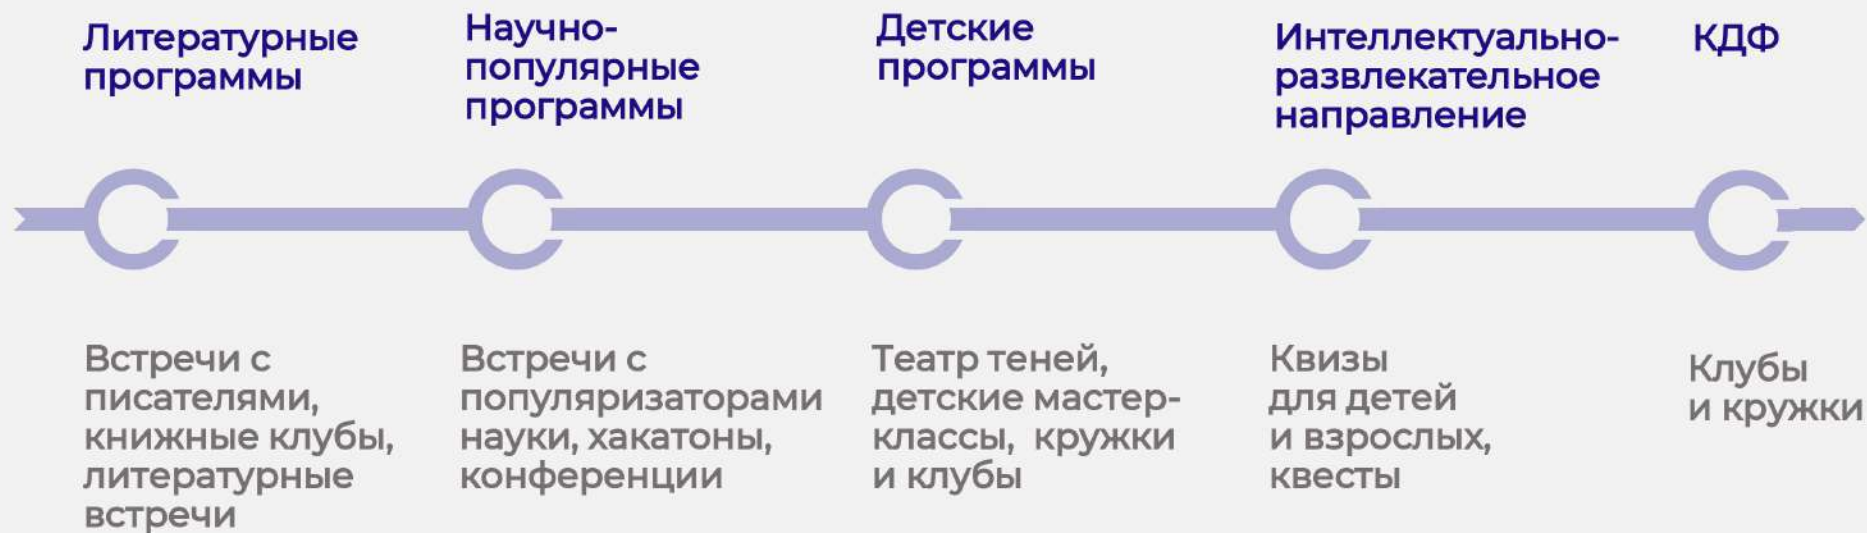 Литературные
программы
Научно-
популярные
программы
Детские
программы
Интеллектуально-
развлекательное
направление
КДФ
Встречи с
писателями,
книжные клубы,
литературные
встречи
Встречи с
популяризаторами
науки, хакатоны,
конференции
Театр теней,
детские мастер-
классы, кружки
и клубы
Квизы
для детей
и взрослых,
квесты
Клубы
и кружки